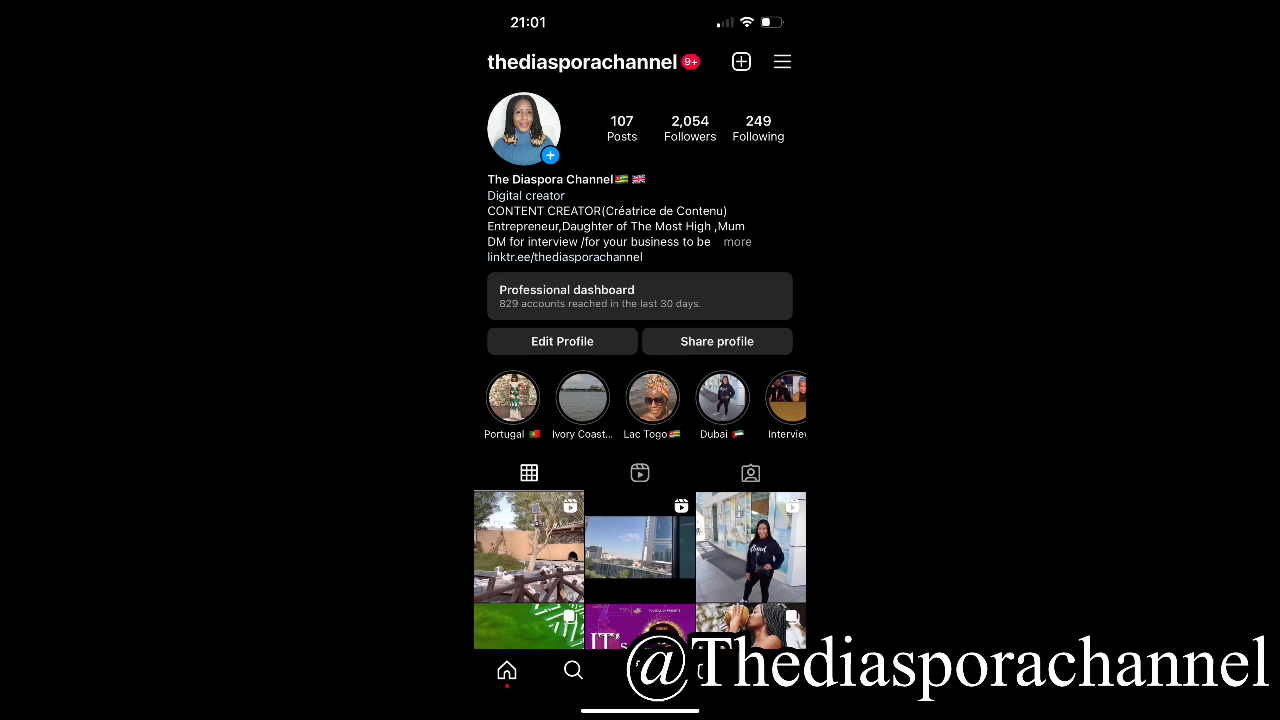 21:01
thediasporachannel 9+
107 2,054 249
Posts Followers Following
The Diaspora Channel
Digital creator
CONTENT CREATOR(Créatrice de Contenu)
Entrepreneur,Daughter of The Most High ,Mum
DM for interview /for your business to be more
linktr.ee/thediasporachannel
Professional dashboard
829 accounts reached in the last 30 days.
Edit Profile Share profile
Portugal Ivory Coast... Lac Togo Dubai Interview
IT's
@Thediasporachannel